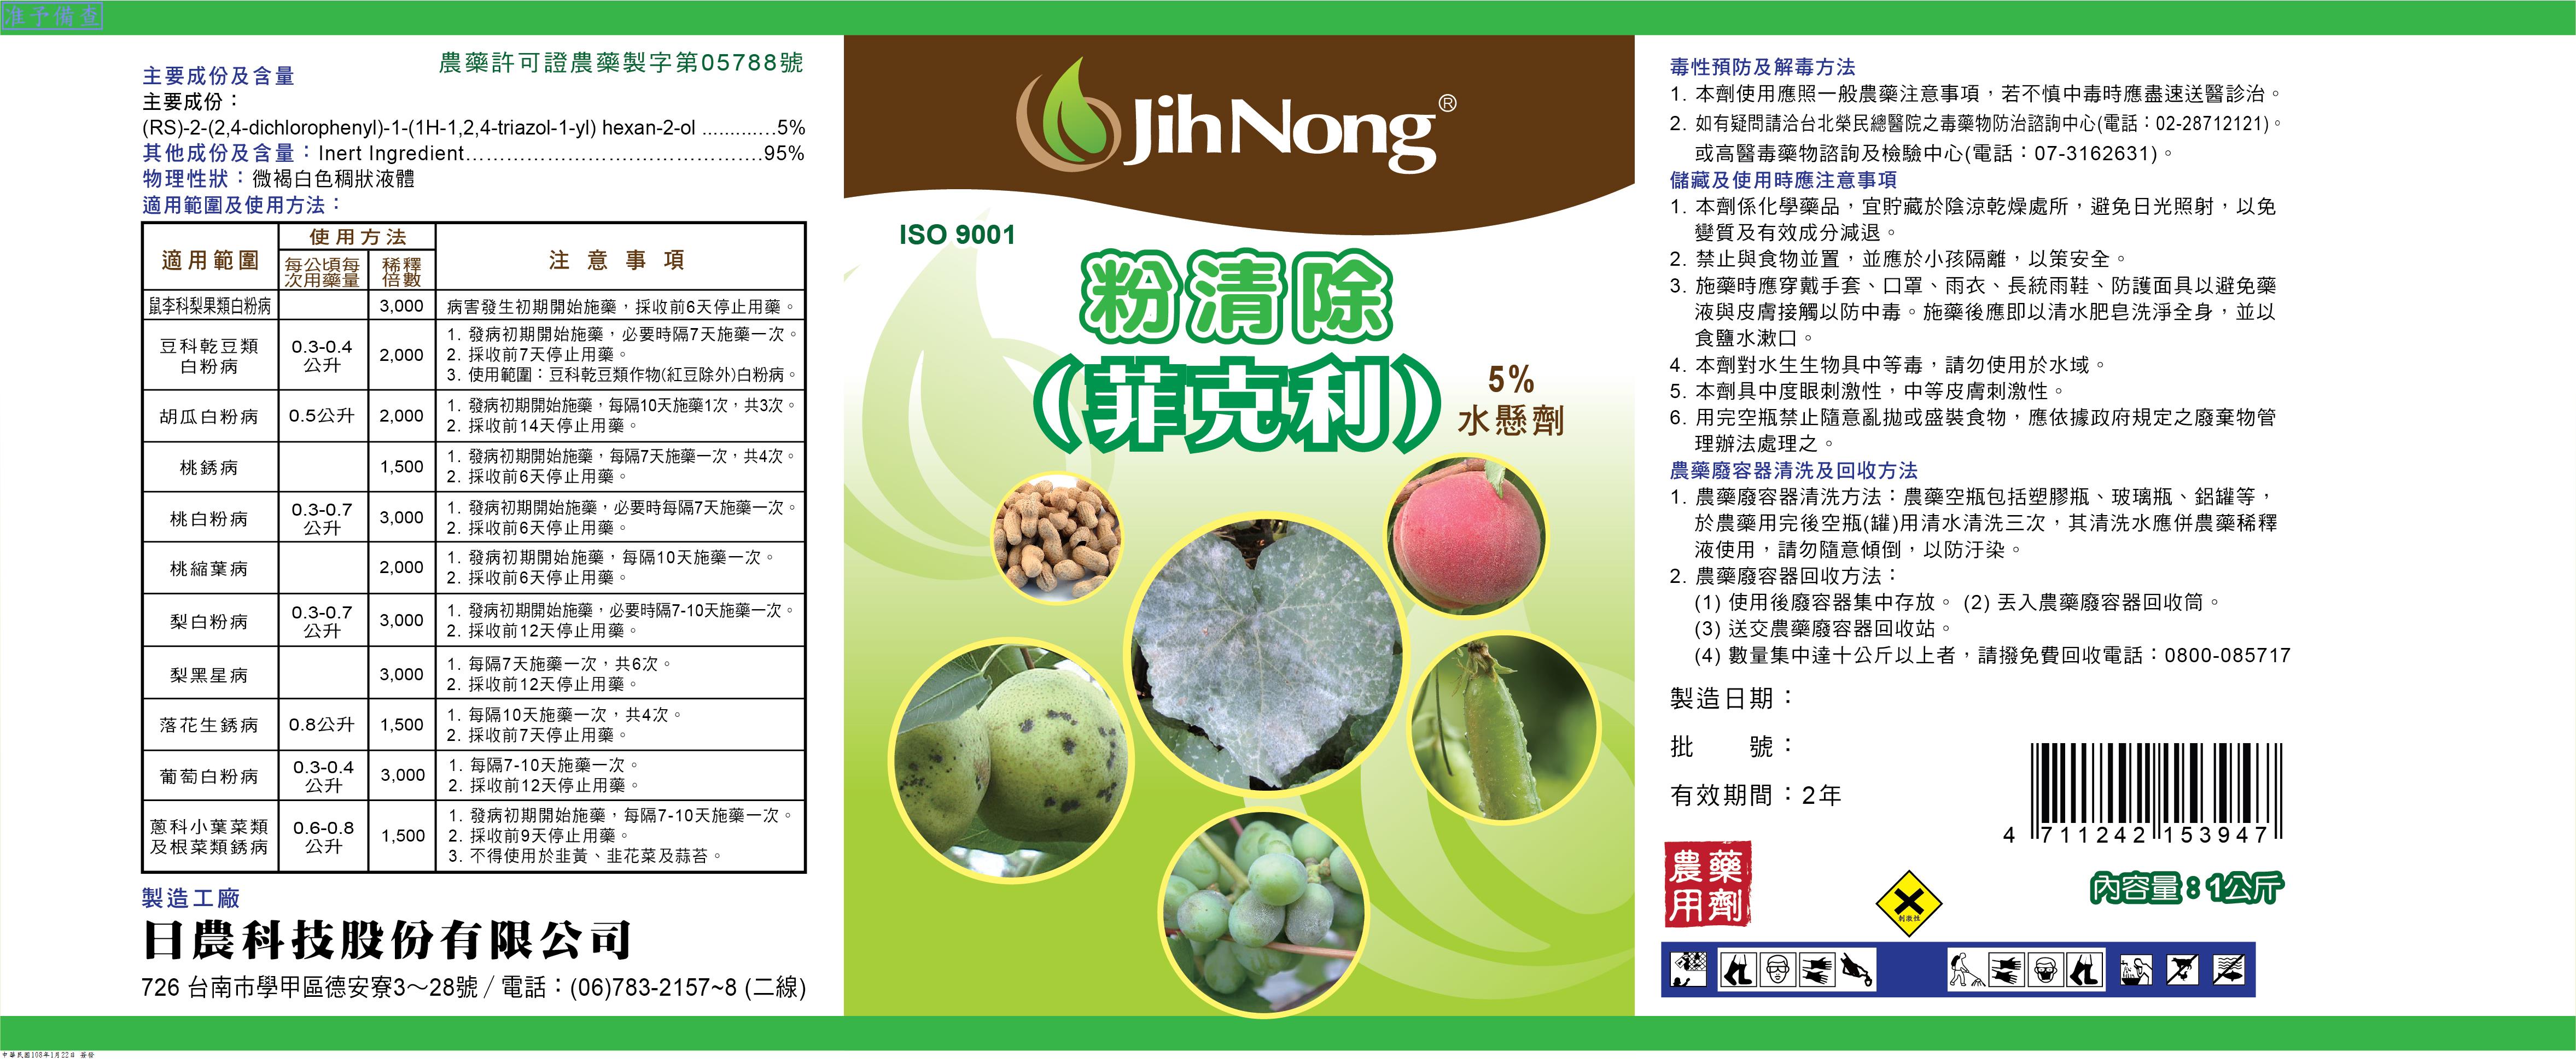 准予備查
農藥許可證農藥製字第05788號
主要成份及含量
主要成份：
(RS)-2-(2,4-dichlorophenyl)-1-(1H-1,2,4-triazol-1-yl) hexan-2-ol ..............5%
其他成份及含量：Inert Ingredient…………………………………….95%
物理性狀：微褐白色稠狀液體
適用範圍及使用方法：
適用範圍 使用方法 注意事項
每公頃每次用藥量 稀釋倍數
鼠李科梨果類白粉病 3,000 病害發生初期開始施藥，採收前6天停止用藥。
豆科乾豆類白粉病 0.3-0.4公升 2,000
1. 發病初期開始施藥，必要時隔7天施藥一次。
2. 採收前7天停止用藥。
3. 使用範圍：豆科乾豆類作物(紅豆除外)白粉病。
胡瓜白粉病 0.5公升 2,000
1. 發病初期開始施藥，每隔10天施藥1次，共3次。
2. 採收前14天停止用藥。
桃銹病 1,500
1. 發病初期開始施藥，每隔7天施藥一次，共4次。
2. 採收前6天停止用藥。
桃白粉病 0.3-0.7公升 3,000
1. 發病初期開始施藥，必要時每隔7天施藥一次。
2. 採收前6天停止用藥。
桃縮葉病 2,000
1. 發病初期開始施藥，每隔10天施藥一次。
2. 採收前6天停止用藥。
梨白粉病 0.3-0.7公升 3,000
1. 發病初期開始施藥，必要時隔7-10天施藥一次。
2. 採收前12天停止用藥。
梨黑星病 3,000
1. 每隔7天施藥一次，共6次。
2. 採收前12天停止用藥。
落花生銹病 0.8公升 1,500
1. 每隔10天施藥一次，共4次。
2. 採收前7天停止用藥。
葡萄白粉病 0.3-0.4公升 3,000
1. 每隔7-10天施藥一次。
2. 採收前12天停止用藥。
蔥科小葉菜類及根菜類銹病 0.6-0.8公升 1,500
1. 發病初期開始施藥，每隔7-10天施藥一次。
2. 採收前9天停止用藥。
3. 不得使用於韭黃、韭花菜及蒜苔。
製造工廠
日農科技股份有限公司
726 台南市學甲區德安寮3～28號 / 電話：(06)783-2157~8 (二線)
中華民國108年1月22日 簽發
JihNong®
ISO 9001
粉清除
（菲克利）
5%
水懸劑
毒性預防及解毒方法
1. 本劑使用應照一般農藥注意事項，若不慎中毒時應盡速送醫診治。
2. 如有疑問請洽台北榮民總醫院之毒藥物防治諮詢中心(電話：02-28712121)。
或高醫毒藥物諮詢及檢驗中心(電話：07-3162631)。
儲藏及使用時應注意事項
1. 本劑係化學藥品，宜貯藏於陰涼乾燥處所，避免日光照射，以免
變質及有效成分減退。
2. 禁止與食物並置，並應於小孩隔離，以策安全。
3. 施藥時應穿戴手套、口罩、雨衣、長統雨鞋、防護面具以避免藥
液與皮膚接觸以防中毒。施藥後應即以清水肥皂洗淨全身，並以
食鹽水漱口。
4. 本劑對水生生物具中等毒，請勿使用於水域。
5. 本劑具中度眼刺激性，中等皮膚刺激性。
6. 用完空瓶禁止隨意亂拋或盛裝食物，應依據政府規定之廢棄物管
理辦法處理之。
農藥廢容器清洗及回收方法
1. 農藥廢容器清洗方法：農藥空瓶包括塑膠瓶、玻璃瓶、鋁罐等，
於農藥用完後空瓶(罐)用清水清洗三次，其清洗水應併農藥稀釋
液使用，請勿隨意傾倒，以防汙染。
2. 農藥廢容器回收方法：
(1) 使用後廢容器集中存放。 (2) 丟入農藥廢容器回收筒。
(3) 送交農藥廢容器回收站。
(4) 數量集中達十公斤以上者，請撥免費回收電話：0800-085717
製造日期：
批 號：
有效期間：2年
4 711242 153947
農藥用劑
刺激性
內容量：1公斤